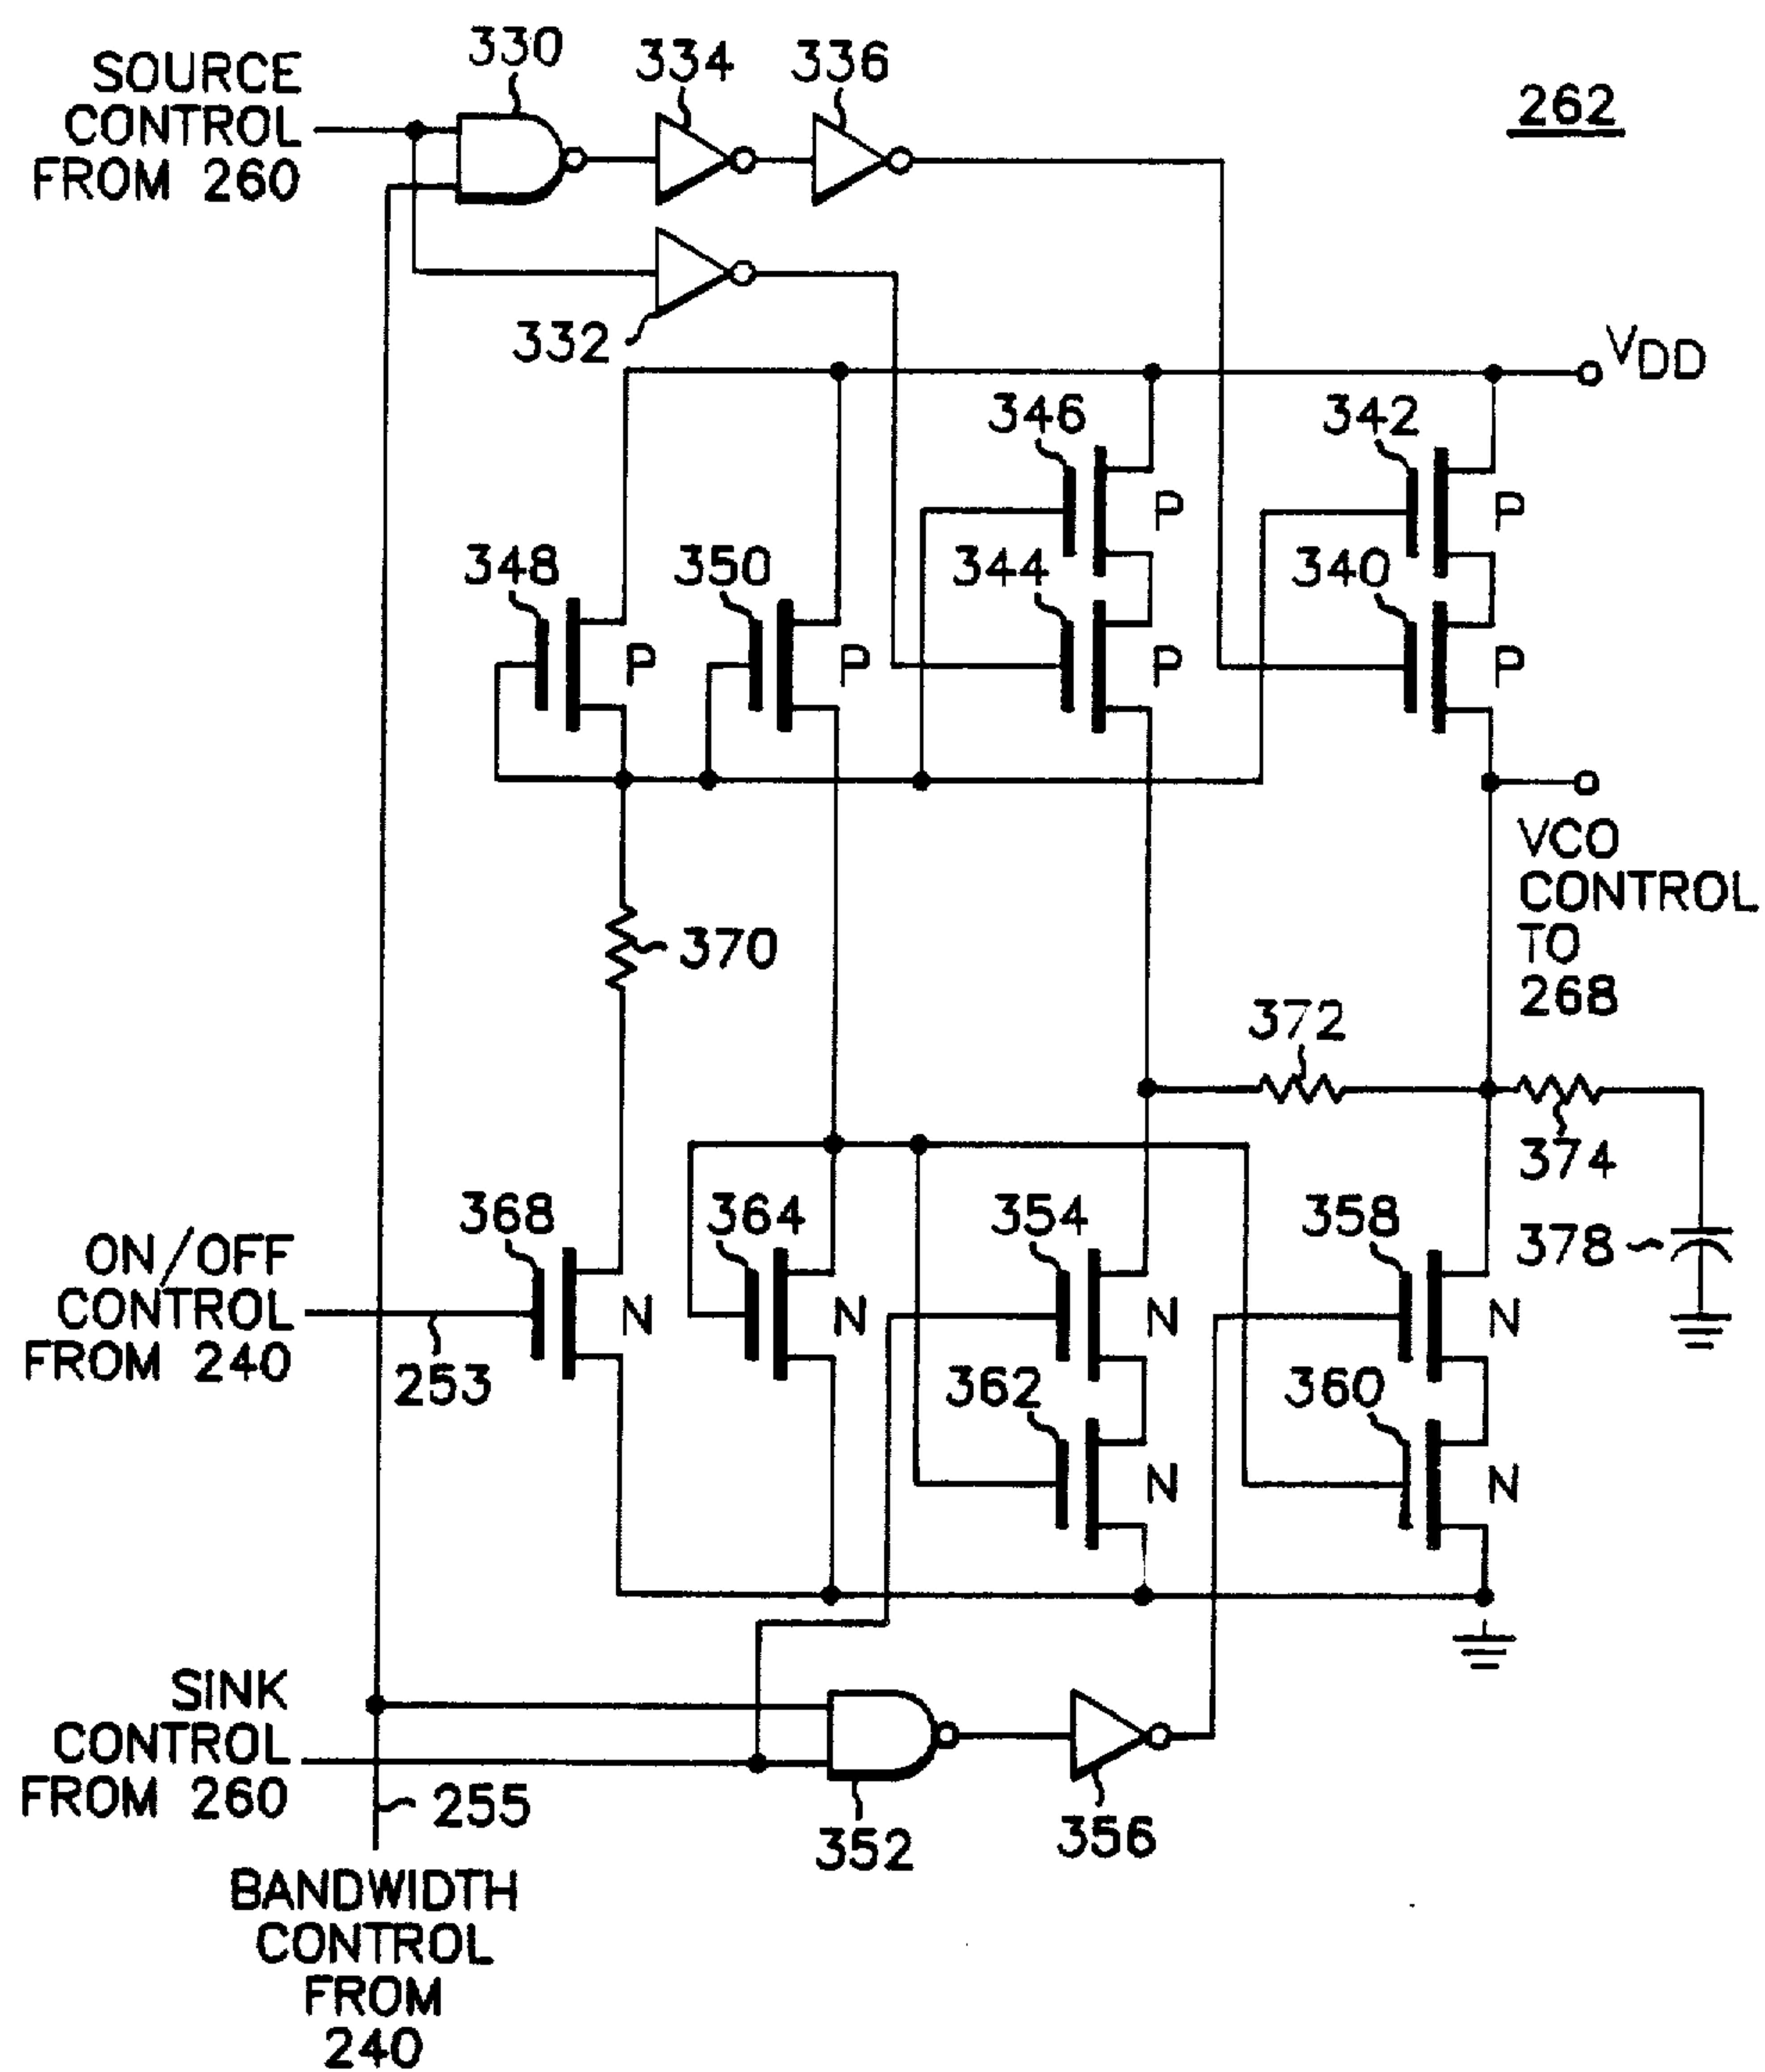 330
334
336
SOURCE
CONTROL
FROM 260
262
332
VDD
346
342
P
P
348
350
344
340
P
P
P
P
VCO
CONTROL
TO
268
370
372
374
368
364
354
358
378
ON/OFF
CONTROL
FROM 240
N
N
N
N
253
362
360
N
N
SINK
CONTROL
FROM 260
255
352
356
BANDWIDTH
CONTROL
FROM
240